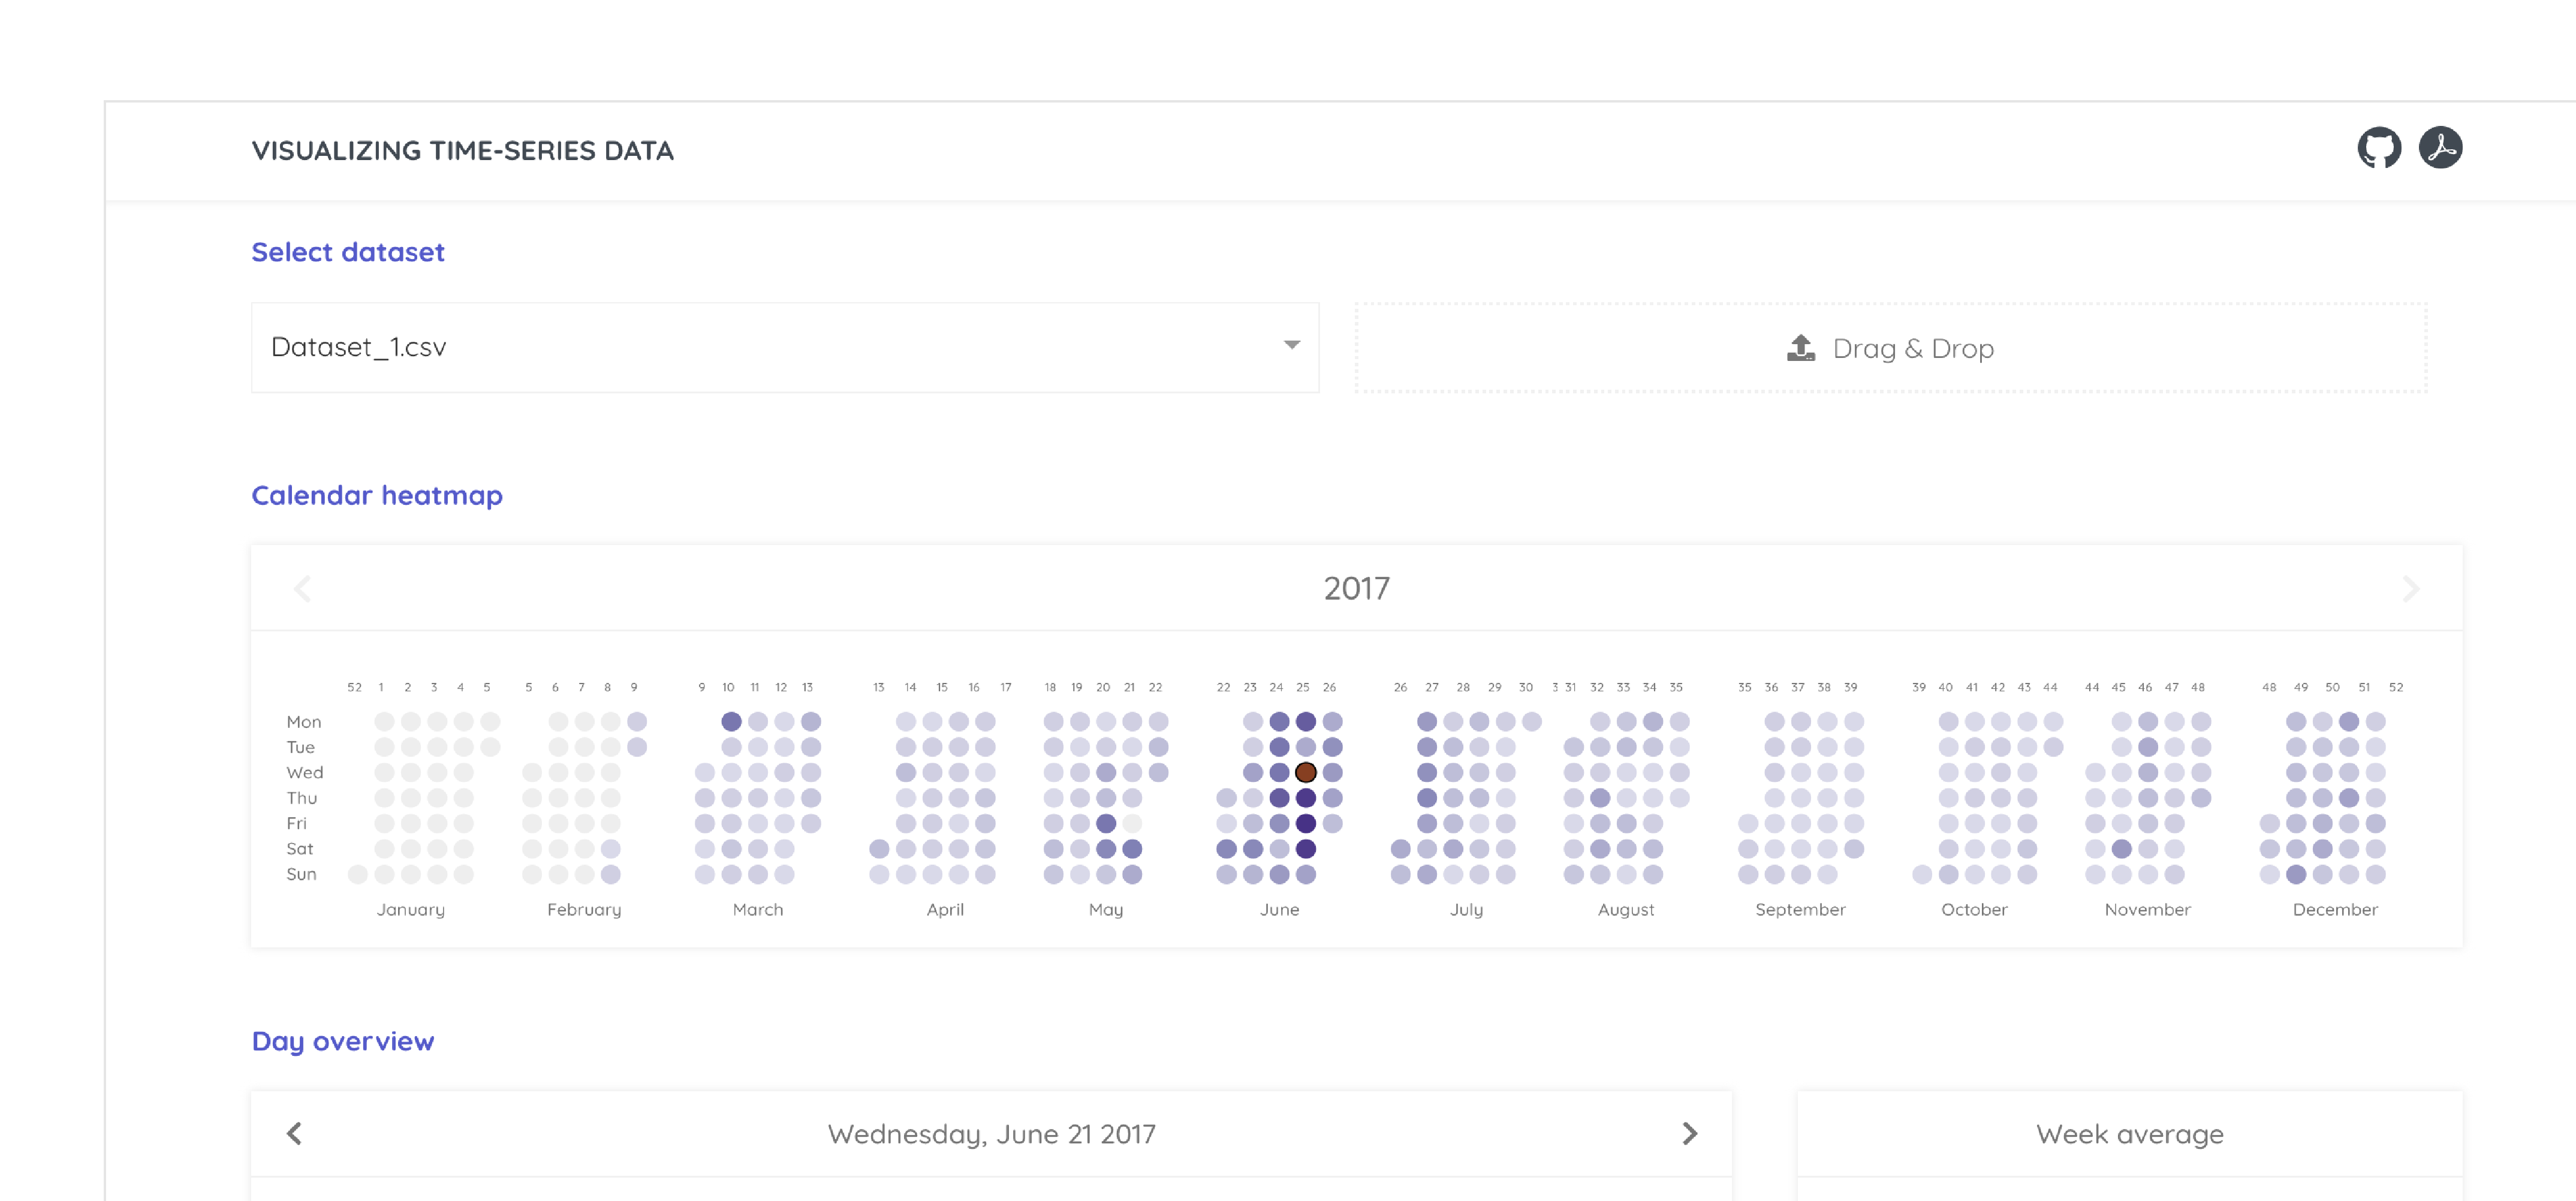 VISUALIZING TIME-SERIES DATA
Select dataset
Dataset_1.csv
Drag & Drop
Calendar heatmap
2017
52 1 2 3 4 5 5 6 7 8 9 9 10 11 12 13 13 14 15 16 17 18 19 20 21 22 22 23 24 25 26 26 27 28 29 30 3 31 32 33 34 35 35 36 37 38 39 39 40 41 42 43 44 44 45 46 47 48 48 49 50 51 52
Mon
Tue
Wed
Thu
Fri
Sat
Sun
January February March April May June July August September October November December
Day overview
Wednesday, June 21 2017
Week average